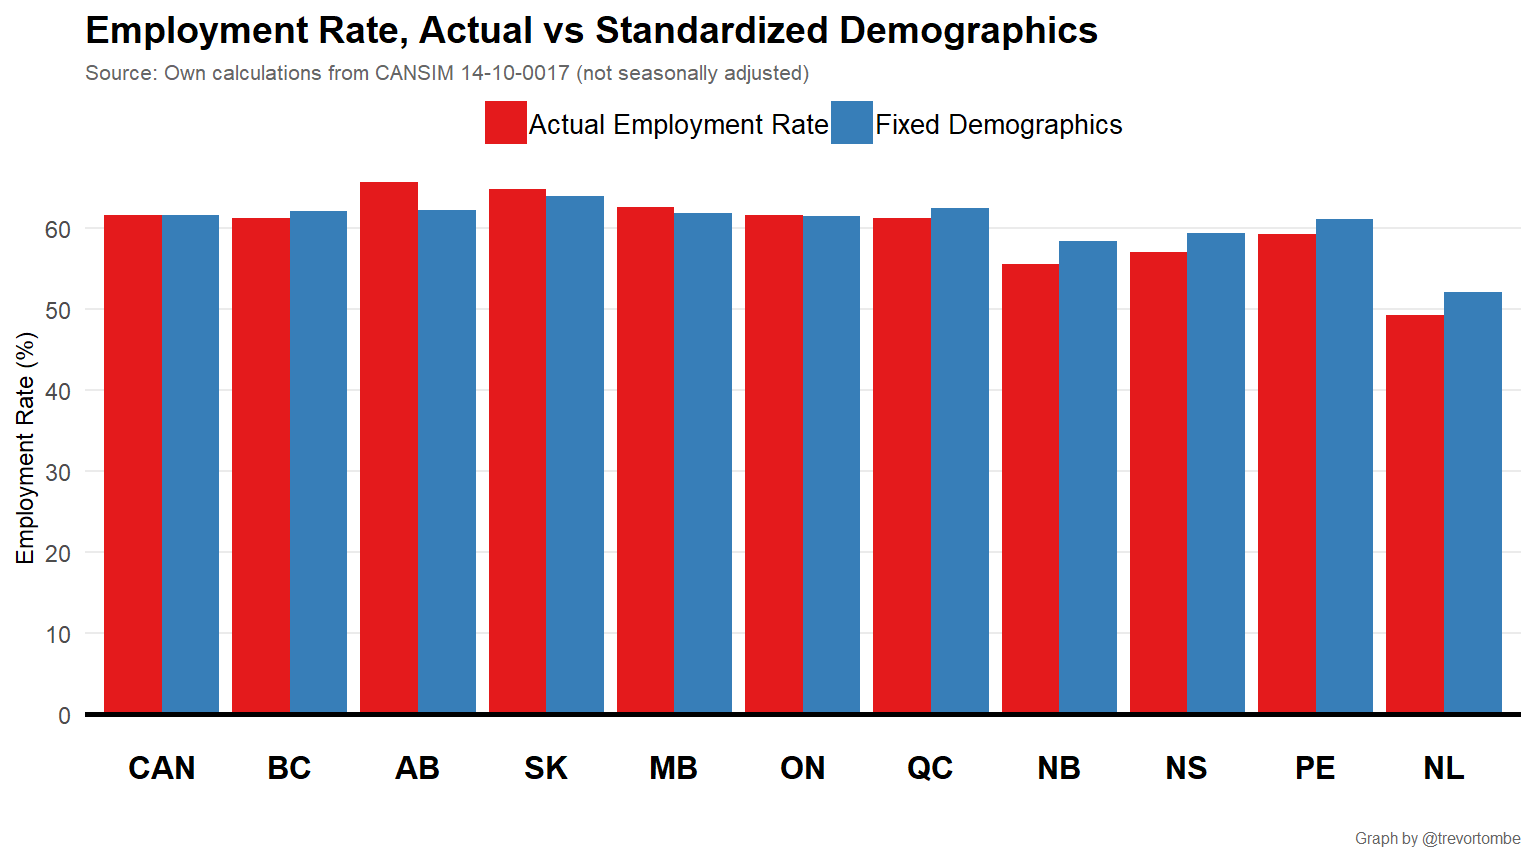 Employment Rate, Actual vs Standardized Demographics
Source: Own calculations from CANSIM 14-10-0017 (not seasonally adjusted)
Actual Employment Rate Fixed Demographics
Employment Rate (%)
60
50
40
30
20
10
0
CAN BC AB SK MB ON QC NB NS PE NL
Graph by @trevortombe